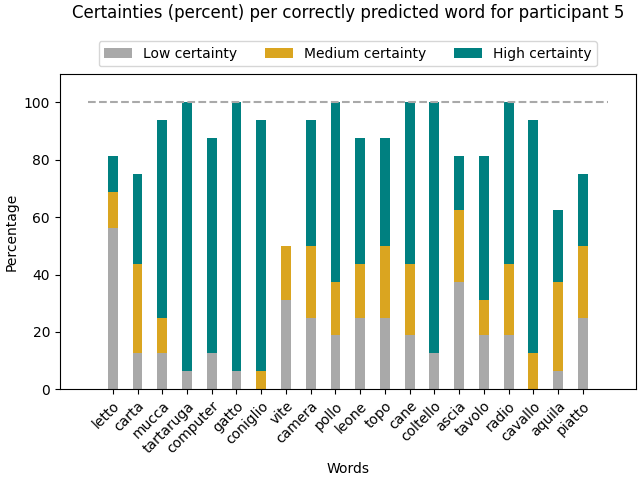 Certainties (percent) per correctly predicted word for participant 5
Low certainty Medium certainty High certainty
100
80
60
40
20
0
Percentage
letto carta mucca tartaruga computer gatto coniglio vite camera pollo leone topo cane coltello ascia tavolo radio cavallo aquila piatto
Words